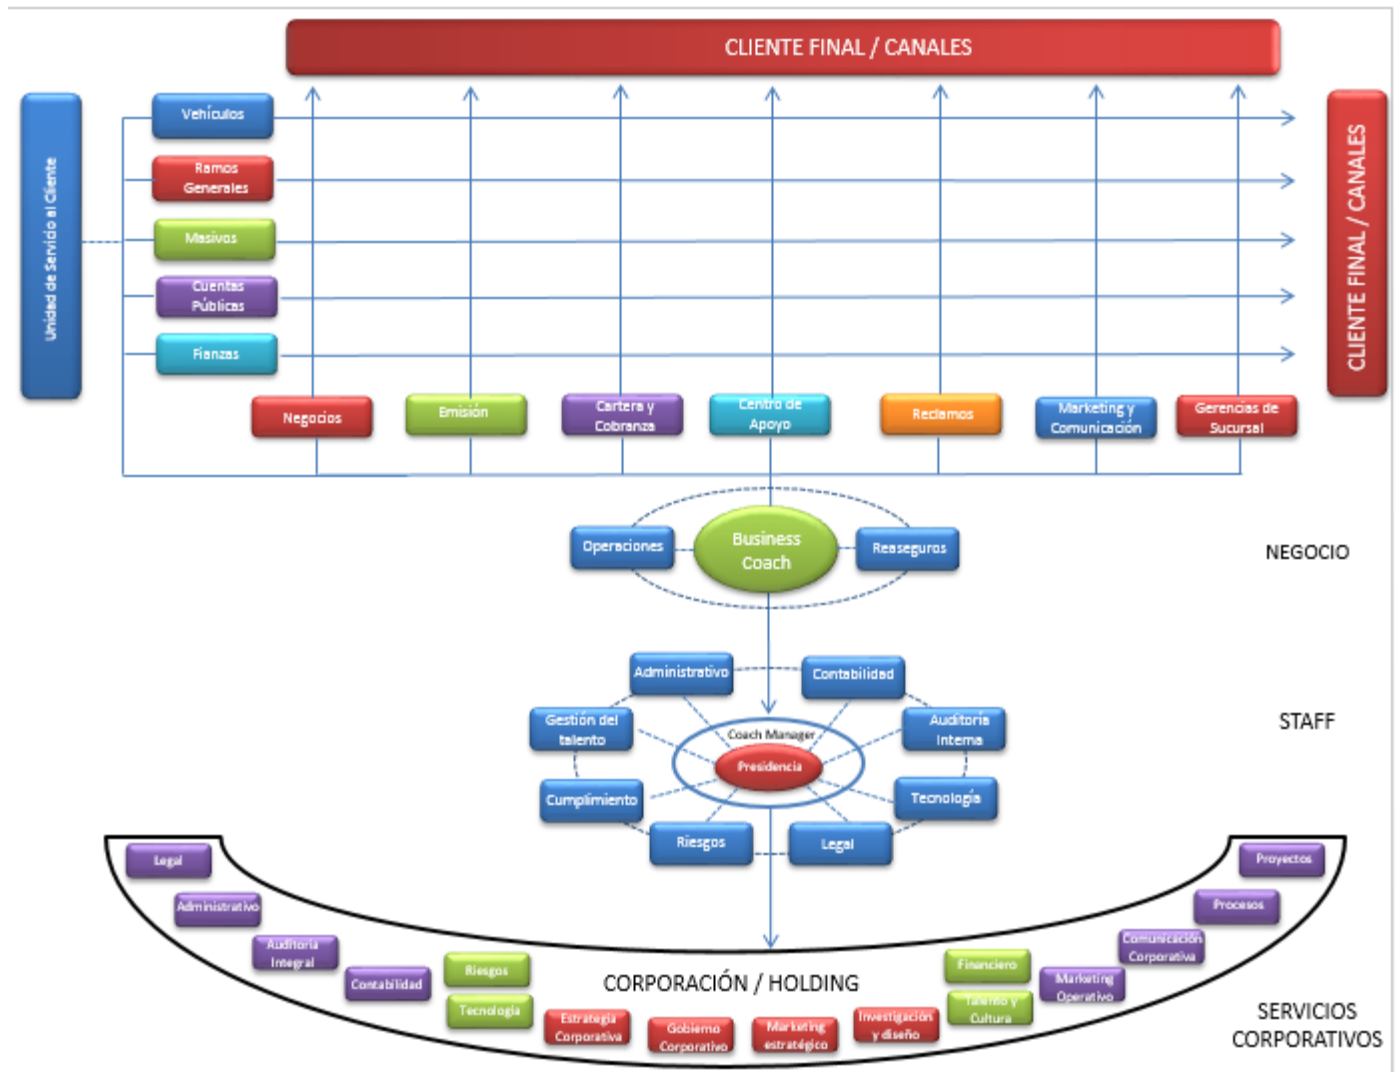 CLIENTE FINAL / CANALES
Unidad de Servicio al Cliente
Vehículos
Ramos
Generales
Masivos
Cuentas
Públicas
Fianzas
CLIENTE FINAL / CANALES
Negocios
Emisión
Cartera y
Cobranza
Centro de
Apoyo
Reclamos
Marketing y
Comunicación
Gerencias de
Sucursal
Operaciones
Business
Coach
Reaseguros
NEGOCIO
Administrativo
Contabilidad
Gestión del
talento
Auditoría
Interna
STAFF
Coach Manager
Presidencia
Cumplimiento
Tecnología
Riesgos
Legal
Legal
Administrativo
Auditoría
Integral
Contabilidad
Riesgos
Tecnología
CORPORACIÓN / HOLDING
Estrategia
Corporativa
Gobierno
Corporativo
Marketing
estratégico
Investigación
y diseño
Financiero
Talento y
Cultura
Marketing
Operativo
Comunicación
Corporativa
Procesos
Proyectos
SERVICIOS
CORPORATIVOS